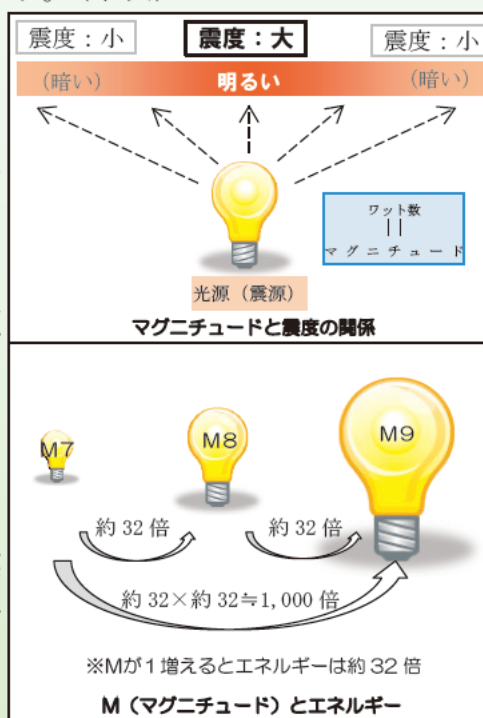 震度：小
震度：大
震度：小
(暗い)
明るい
(暗い)
ワット数
||
マグニチュード
光源（震源）
マグニチュードと震度の関係
M7
M8
M9
約 32 倍
約 32 倍
約 32×約 32≒1,000 倍
※Mが１増えるとエネルギーは約 32 倍
M（マグニチュード）とエネルギー